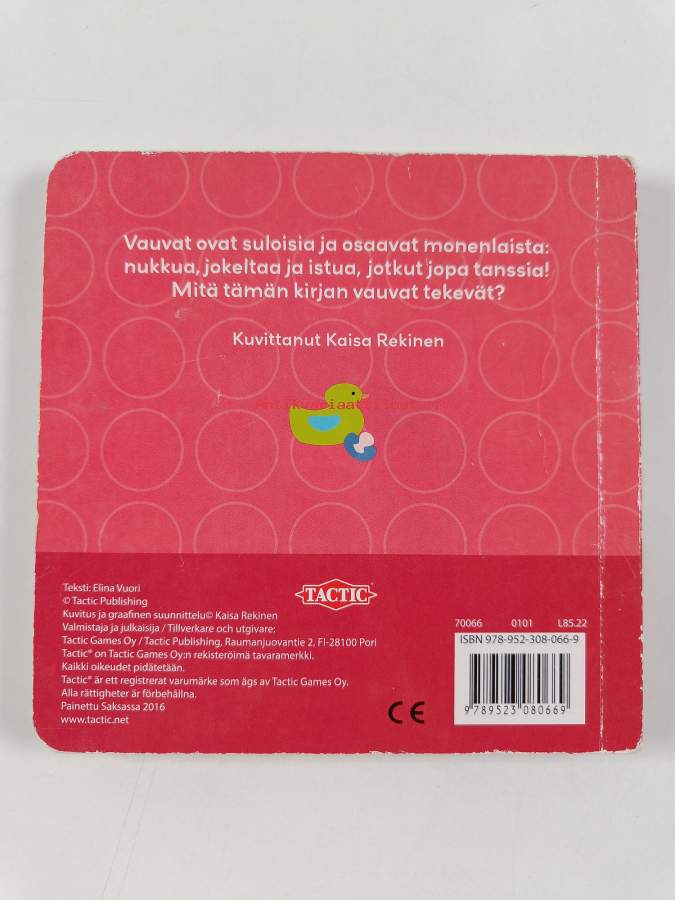 Vauvat ovat suloisia ja osaavat monenlaista:
nukkua, jokeltaa ja istua, jotkut jopa tanssia!
Mitä tämän kirjan vauvat tekevät?
Kuvittanut Kaisa Rekinen
Teksti: Elina Vuori
© Tactic Publishing
Kuvitus ja graafinen suunnittelu© Kaisa Rekinen
Valmistaja ja julkaisija / Tillverkare och utgivare:
Tactic Games Oy / Tactic Publishing, Raumanjuovantie 2, FI-28100 Pori
Tactic® on Tactic Games Oy:n rekisteröimä tavaramerkki.
Kaikki oikeudet pidätetään.
Tactic® är ett registrerat varumärke som ägs av Tactic Games Oy.
Alla rättigheter är förbehållna.
Painettu Saksassa 2016
www.tactic.net
TACTIC®
CE
70066 0101 L85.22
ISBN 978-952-308-066-9
9 789523 080669